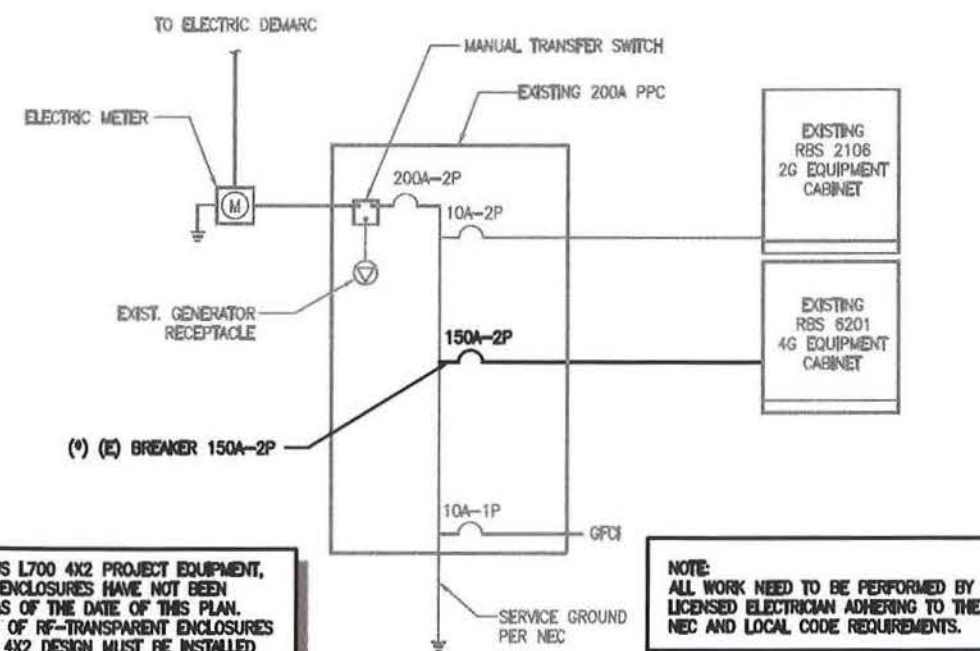 TO ELECTRIC DEMARC
MANUAL TRANSFER SWITCH
ELECTRIC METER
EXISTING 200A PPC
EXISTING
RBS 2106
2G EQUIPMENT
CABINET
200A-2P
10A-2P
M
EXIST. GENERATOR
RECEPTACLE
EXISTING
RBS 6201
4G EQUIPMENT
CABINET
150A-2P
(*) (E) BREAKER 150A-2P
10A-1P
GFCI
SERVICE GROUND
PER NEC
L700 4X2 PROJECT EQUIPMENT,
ENCLOSURES HAVE NOT BEEN
AS OF THE DATE OF THIS PLAN.
OF RF-TRANSPARENT ENCLOSURES
4X2 DESIGN MUST BE INSTALLED
NOTE:
ALL WORK NEED TO BE PERFORMED BY
LICENSED ELECTRICIAN ADHERING TO THE
NEC AND LOCAL CODE REQUIREMENTS.